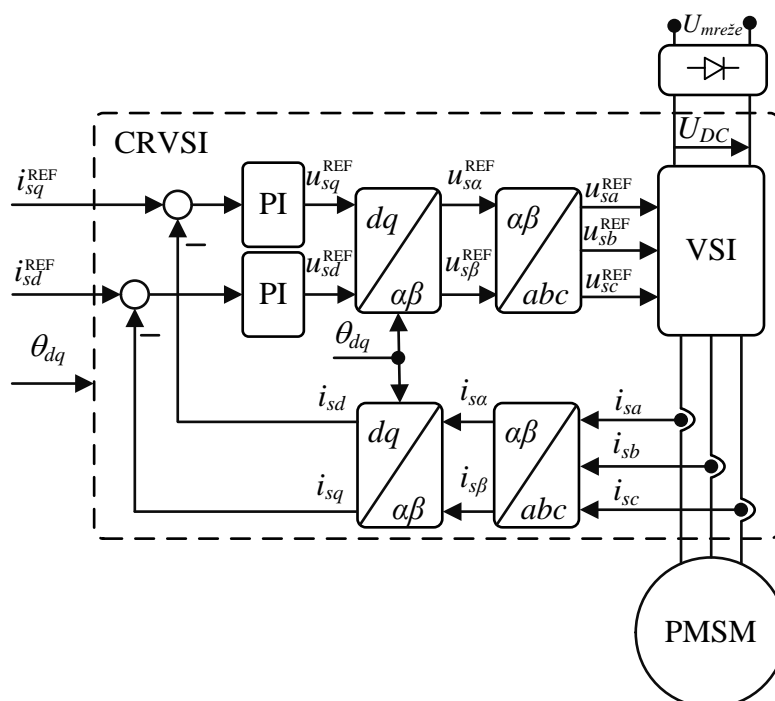 U_mreže
U_DC
CRVSI
i_sq^REF
PI
u_sq^REF
dq
αβ
u_sα^REF
αβ
abc
u_sa^REF
VSI
u_sb^REF
i_sd^REF
PI
u_sd^REF
u_sβ^REF
u_sc^REF
θ_dq
θ_dq
i_sd
dq
αβ
i_sα
αβ
abc
i_sa
i_sb
i_sq
i_sβ
i_sc
PMSM